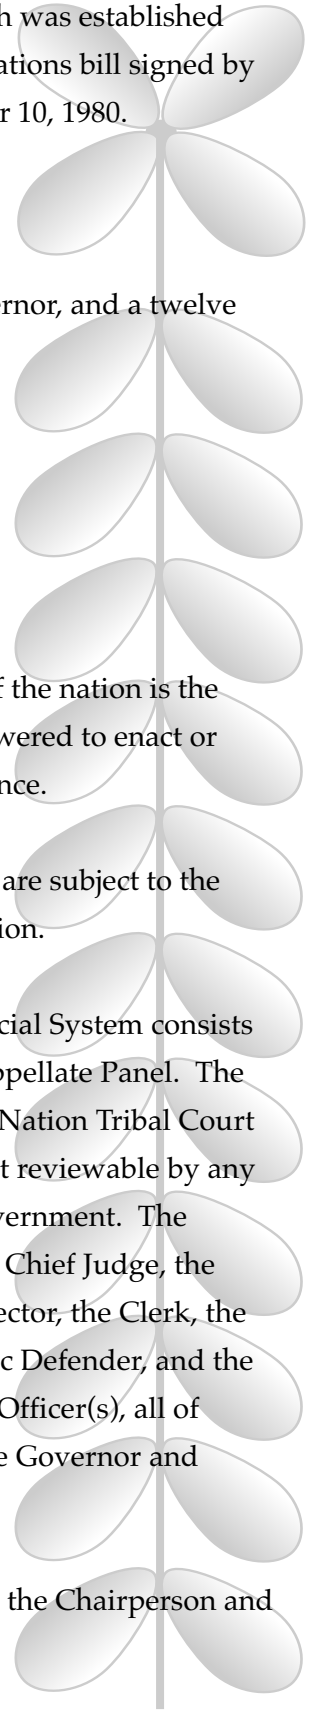 was established
ations bill signed by
r 10, 1980.
ernor, and a twelve
f the nation is the
wered to enact or
nce.
are subject to the
ion.
cial System consists
ppellate Panel. The
Nation Tribal Court
t reviewable by any
vernment. The
Chief Judge, the
ector, the Clerk, the
ic Defender, and the
Officer(s), all of
e Governor and
the Chairperson and